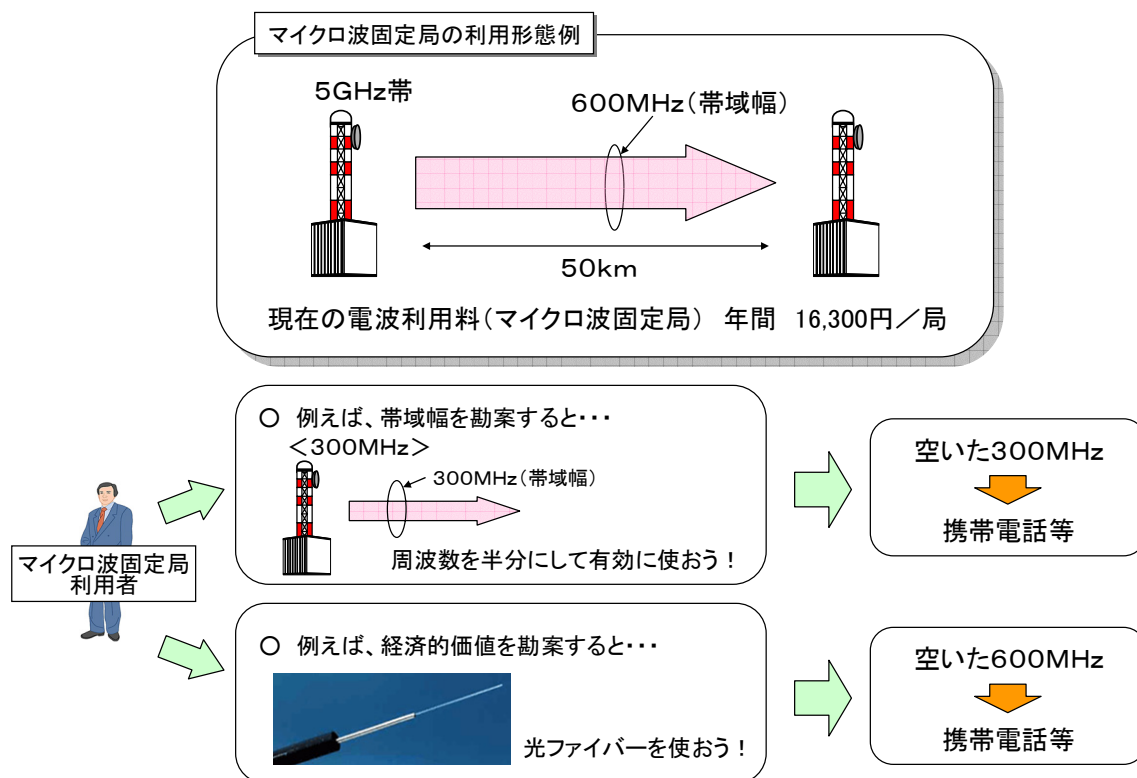 マイクロ波固定局の利用形態例
5GHz帯
600MHz(帯域幅)
50km
現在の電波利用料(マイクロ波固定局) 年間 16,300円/局
○ 例えば、帯域幅を勘案すると・・・
<300MHz>
300MHz(帯域幅)
周波数を半分にして有効に使おう!
空いた300MHz
携帯電話等
マイクロ波固定局
利用者
○ 例えば、経済的価値を勘案すると・・・
光ファイバーを使おう!
空いた600MHz
携帯電話等